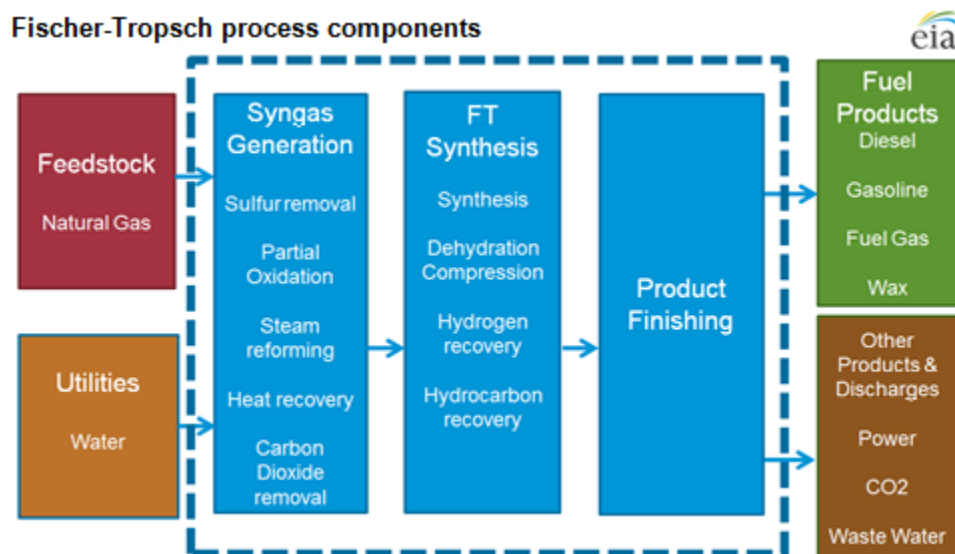 Fischer-Tropsch process components
eia
Feedstock
Natural Gas
Utilities
Water
Syngas
Generation
Sulfur removal
Partial
Oxidation
Steam
reforming
Heat recovery
Carbon
Dioxide
removal
FT
Synthesis
Synthesis
Dehydration
Compression
Hydrogen
recovery
Hydrocarbon
recovery
Product
Finishing
Fuel
Products
Diesel
Gasoline
Fuel Gas
Wax
Other
Products &
Discharges
Power
CO2
Waste Water